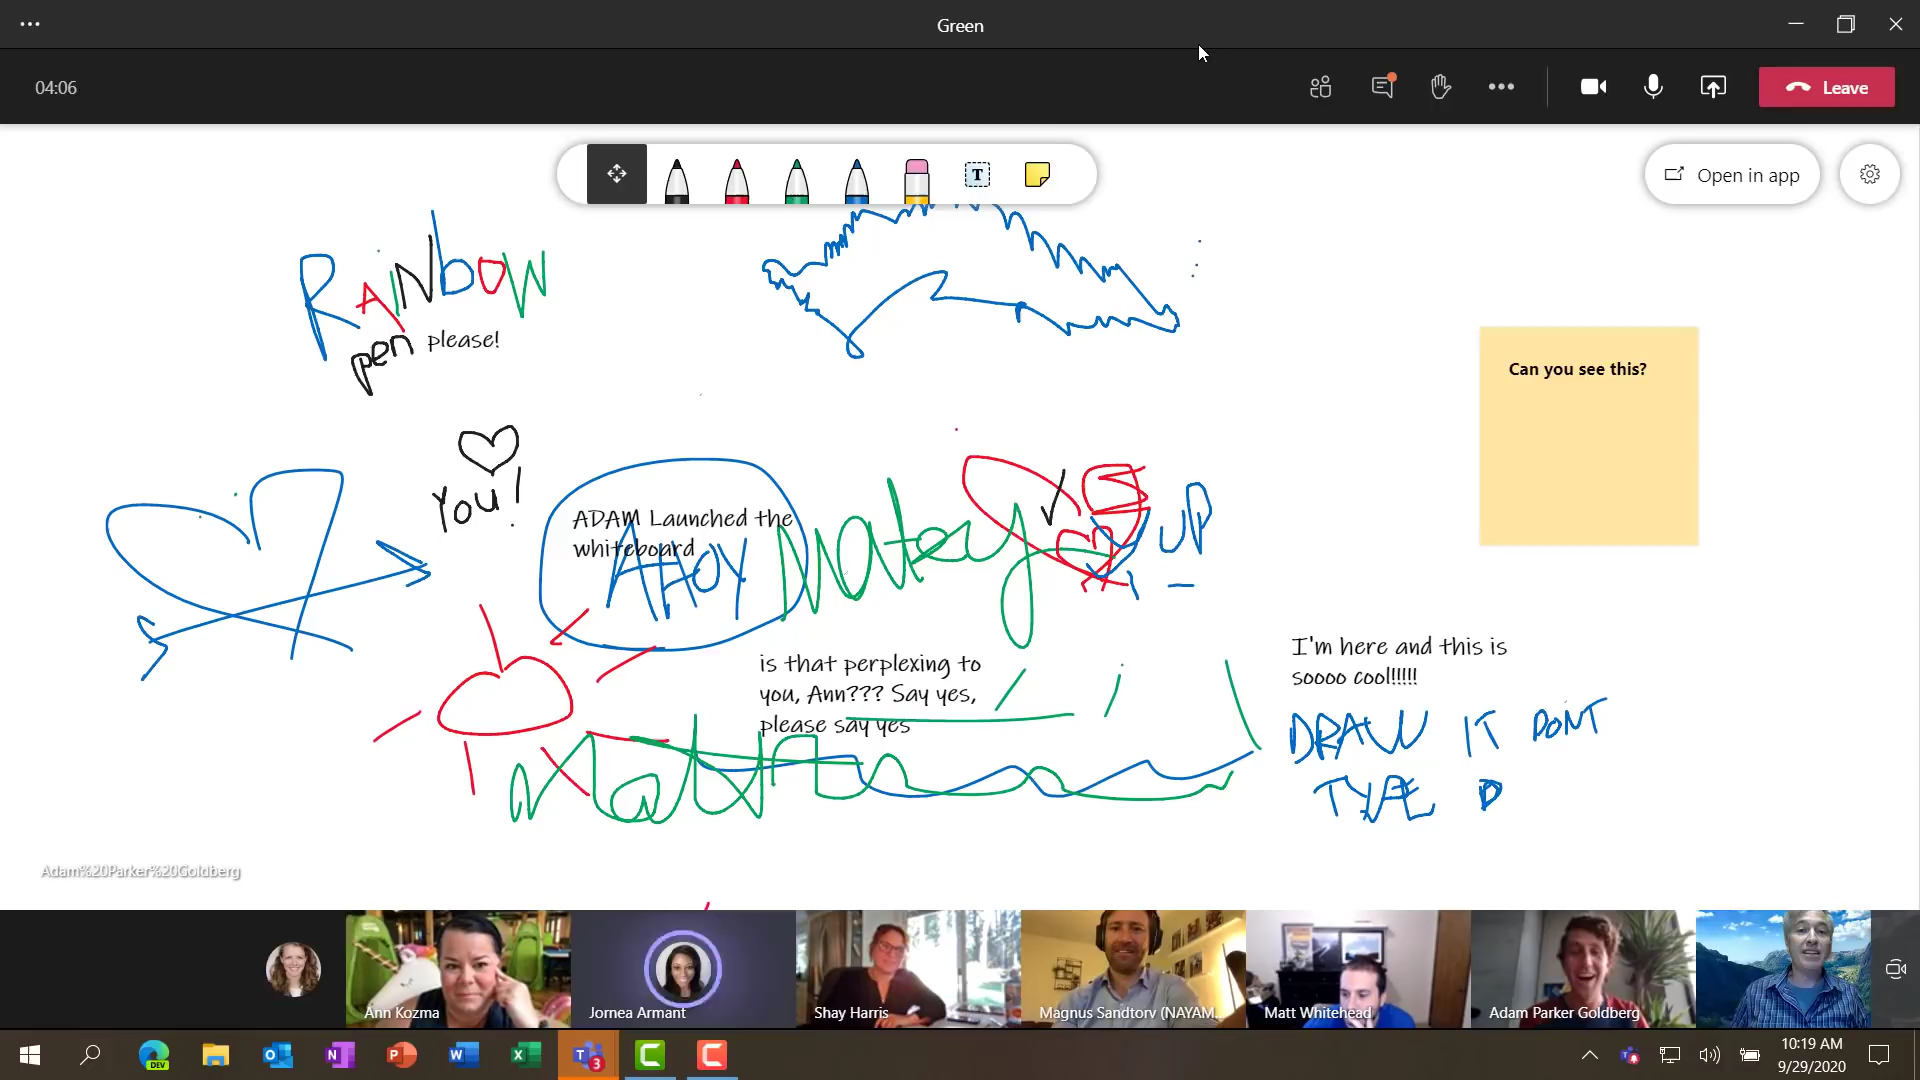 Green
04:06
Leave
T
Open in app
RAiNboW
pen please!
Can you see this?
You!
ADAM Launched the
whiteboard
AHOY Matey
UP
is that perplexing to
you, Ann??? Say yes,
please say yes
I'm here and this is
soooo cool!!!!!
DRAW IT DONT
TYPE
Matt
Adam%20Parker%20Goldberg
Ann Kozma
Jornea Armant
Shay Harris
Magnus Sandtorv (NAYAM...
Matt Whitehead
Adam Parker Goldberg
DEV
N
P
W
3
10:19 AM
9/29/2020